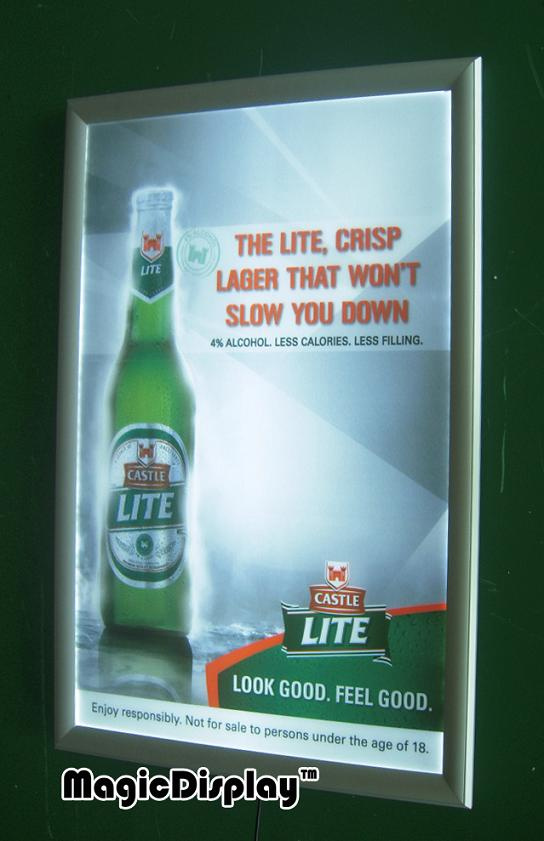 THE LITE, CRISP
LAGER THAT WON'T
SLOW YOU DOWN
4% ALCOHOL. LESS CALORIES. LESS FILLING.
LITE
CASTLE
LITE
CASTLE
LITE
LOOK GOOD. FEEL GOOD.
Enjoy responsibly. Not for sale to persons under the age of 18.
MagicDisplay™